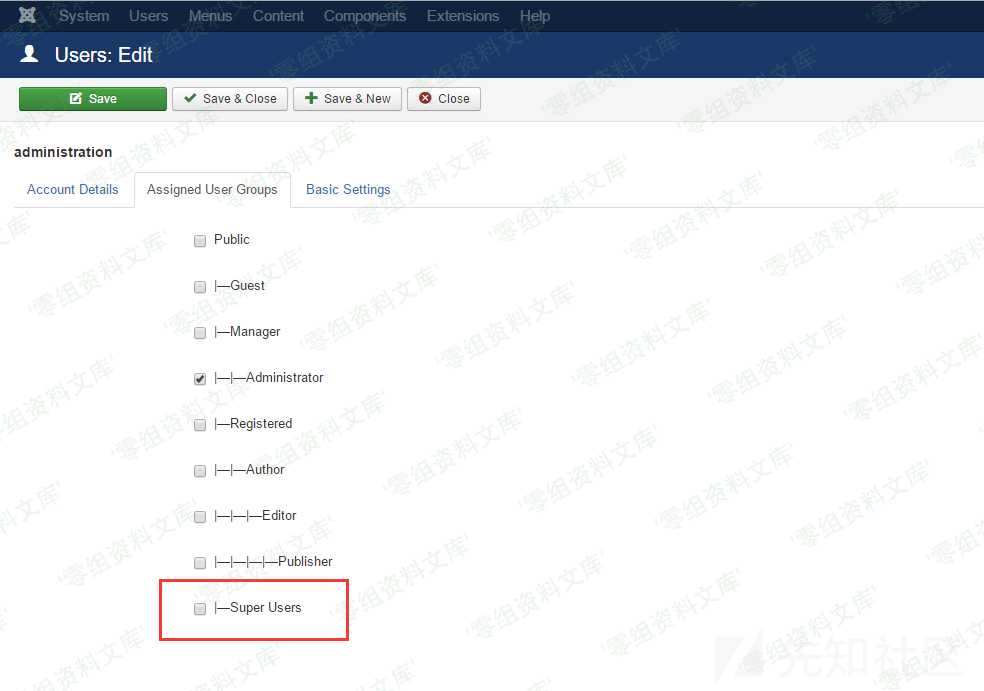 System Users Menus Content Components Extensions Help
Users: Edit
Save Save & Close Save & New Close
administration
Account Details Assigned User Groups Basic Settings
Public
|—Guest
|—Manager
|—|—Administrator
|—Registered
|—|—Author
|—|—|—Editor
|—|—|—|—Publisher
|—Super Users
零组资料文库
先知社区